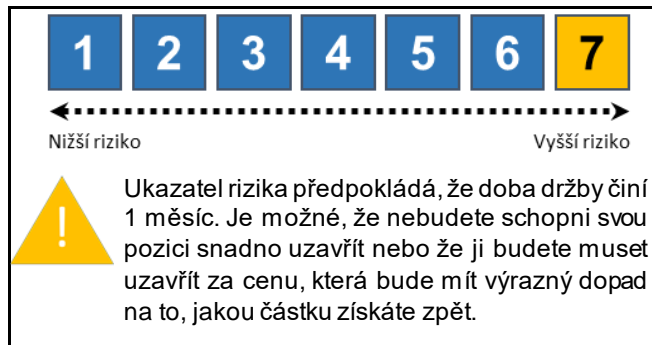 1 2 3 4 5 6 7
Nižší riziko Vyšší riziko
!
Ukazatel rizika předpokládá, že doba držby činí
1 měsíc. Je možné, že nebudete schopni svou
pozici snadno uzavřít nebo že ji budete muset
uzavřít za cenu, která bude mít výrazný dopad
na to, jakou částku získáte zpět.